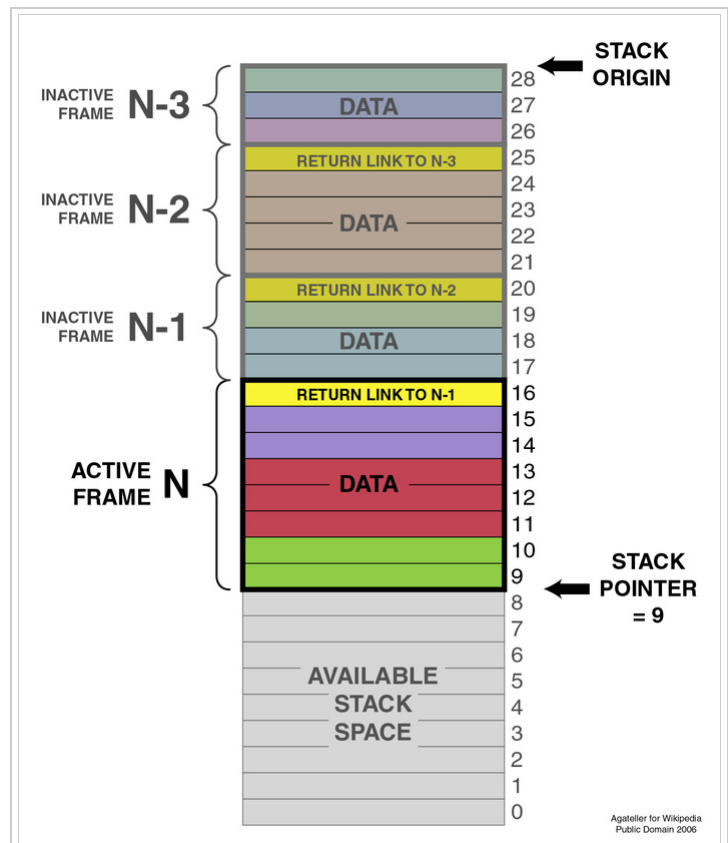 STACK
ORIGIN
28
INACTIVE
FRAME N-3
DATA
27
26
RETURN LINK TO N-3
25
24
INACTIVE
FRAME N-2
DATA
23
22
21
RETURN LINK TO N-2
20
19
INACTIVE
FRAME N-1
DATA
18
17
RETURN LINK TO N-1
16
15
14
ACTIVE
FRAME N
DATA
13
12
11
10
9
STACK
POINTER
= 9
8
7
6
AVAILABLE
STACK
SPACE
5
4
3
2
1
0
Agateller for Wikipedia
Public Domain 2006